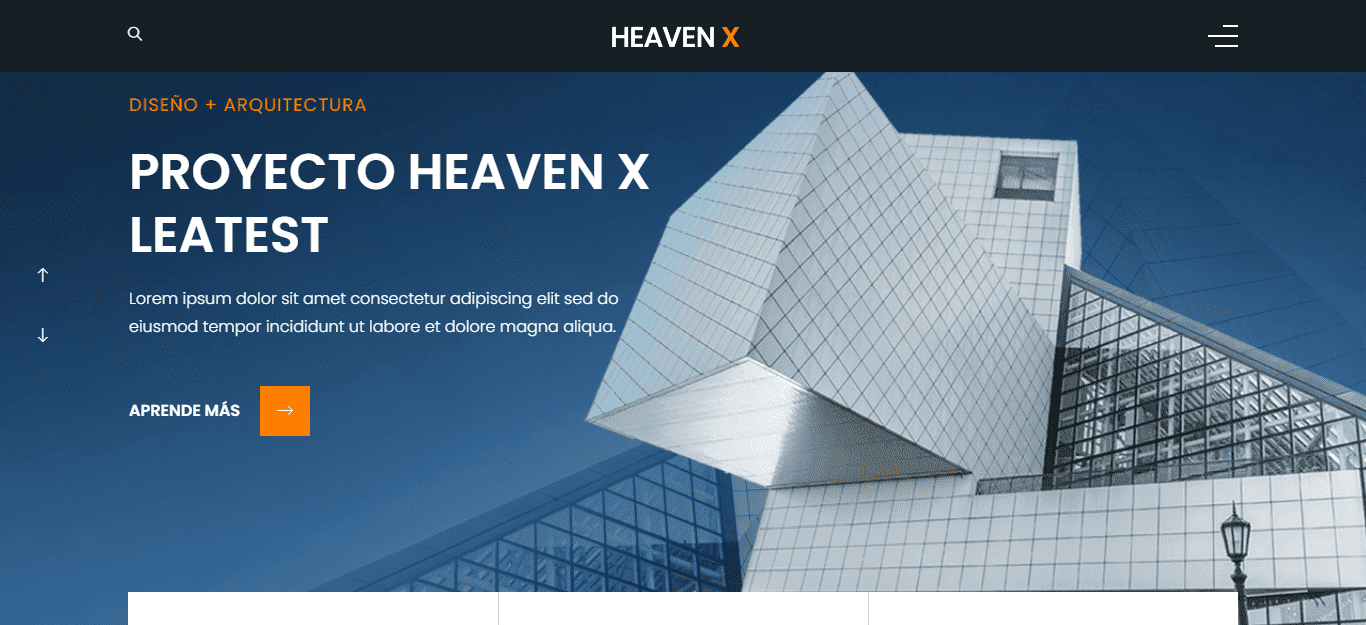 HEAVEN X
DISEÑO + ARQUITECTURA
PROYECTO HEAVEN X
LEATEST
Lorem ipsum dolor sit amet consectetur adipiscing elit sed do
eiusmod tempor incididunt ut labore et dolore magna aliqua.
APRENDE MÁS